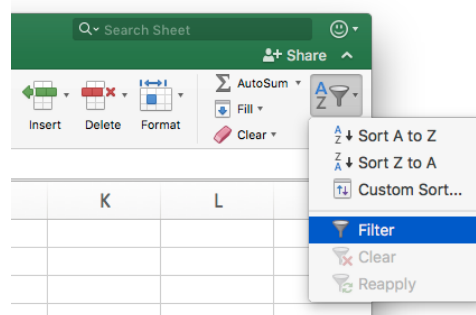 Search Sheet
Share
AutoSum
Fill
Clear
Insert Delete Format
A
Z
A
Z Sort A to Z
Z
A Sort Z to A
Custom Sort...
K L
Filter
Clear
Reapply